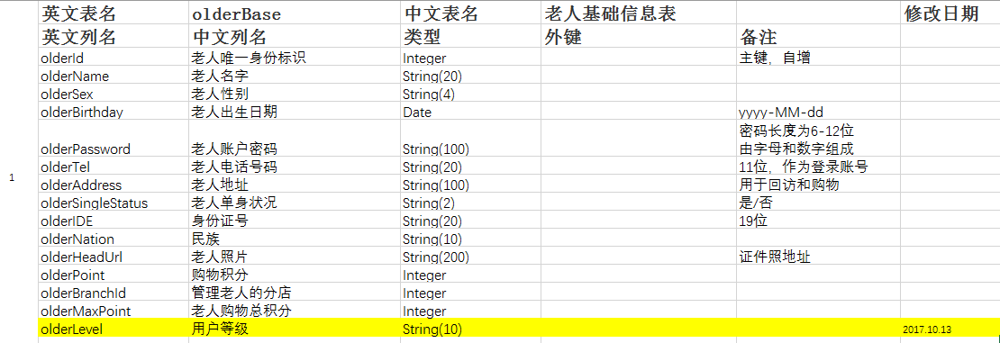 英文表名 olderBase 中文表名 老人基础信息表 修改日期
英文列名 中文列名 类型 外键 备注
olderId 老人唯一身份标识 Integer 主键，自增
olderName 老人名字 String(20)
olderSex 老人性别 String(4)
olderBirthday 老人出生日期 Date yyyy-MM-dd
密码长度为6-12位
olderPassword 老人账户密码 String(100) 由字母和数字组成
olderTel 老人电话号码 String(20) 11位，作为登录账号
1
olderAddress 老人地址 String(100) 用于回访和购物
olderSingleStatus 老人单身状况 String(2) 是/否
olderIDE 身份证号 String(20) 19位
olderNation 民族 String(10)
olderHeadUrl 老人照片 String(200) 证件照地址
olderPoint 购物积分 Integer
olderBranchId 管理老人的分店 Integer
olderMaxPoint 老人购物总积分 Integer
olderLevel 用户等级 String(10) 2017.10.13